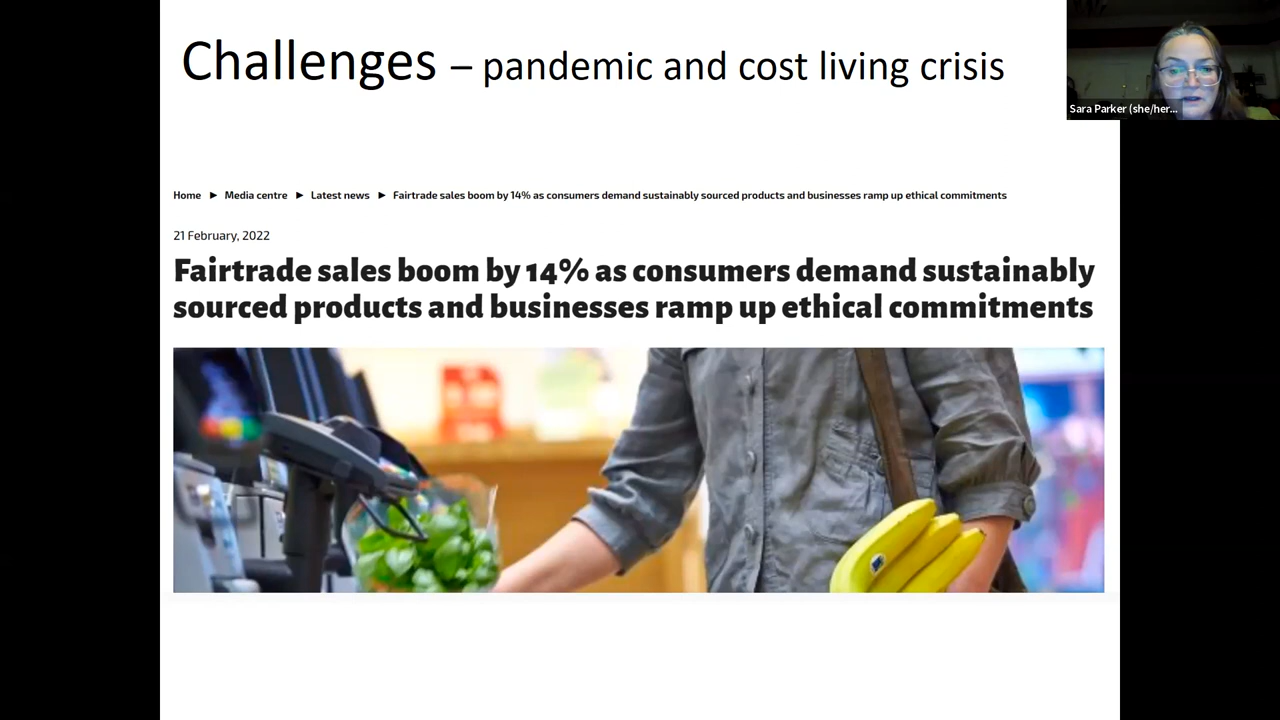 Challenges – pandemic and cost living crisis
Sara Parker (she/her...
Home ► Media centre ► Latest news ► Fairtrade sales boom by 14% as consumers demand sustainably sourced products and businesses ramp up ethical commitments
21 February, 2022
Fairtrade sales boom by 14% as consumers demand sustainably
sourced products and businesses ramp up ethical commitments